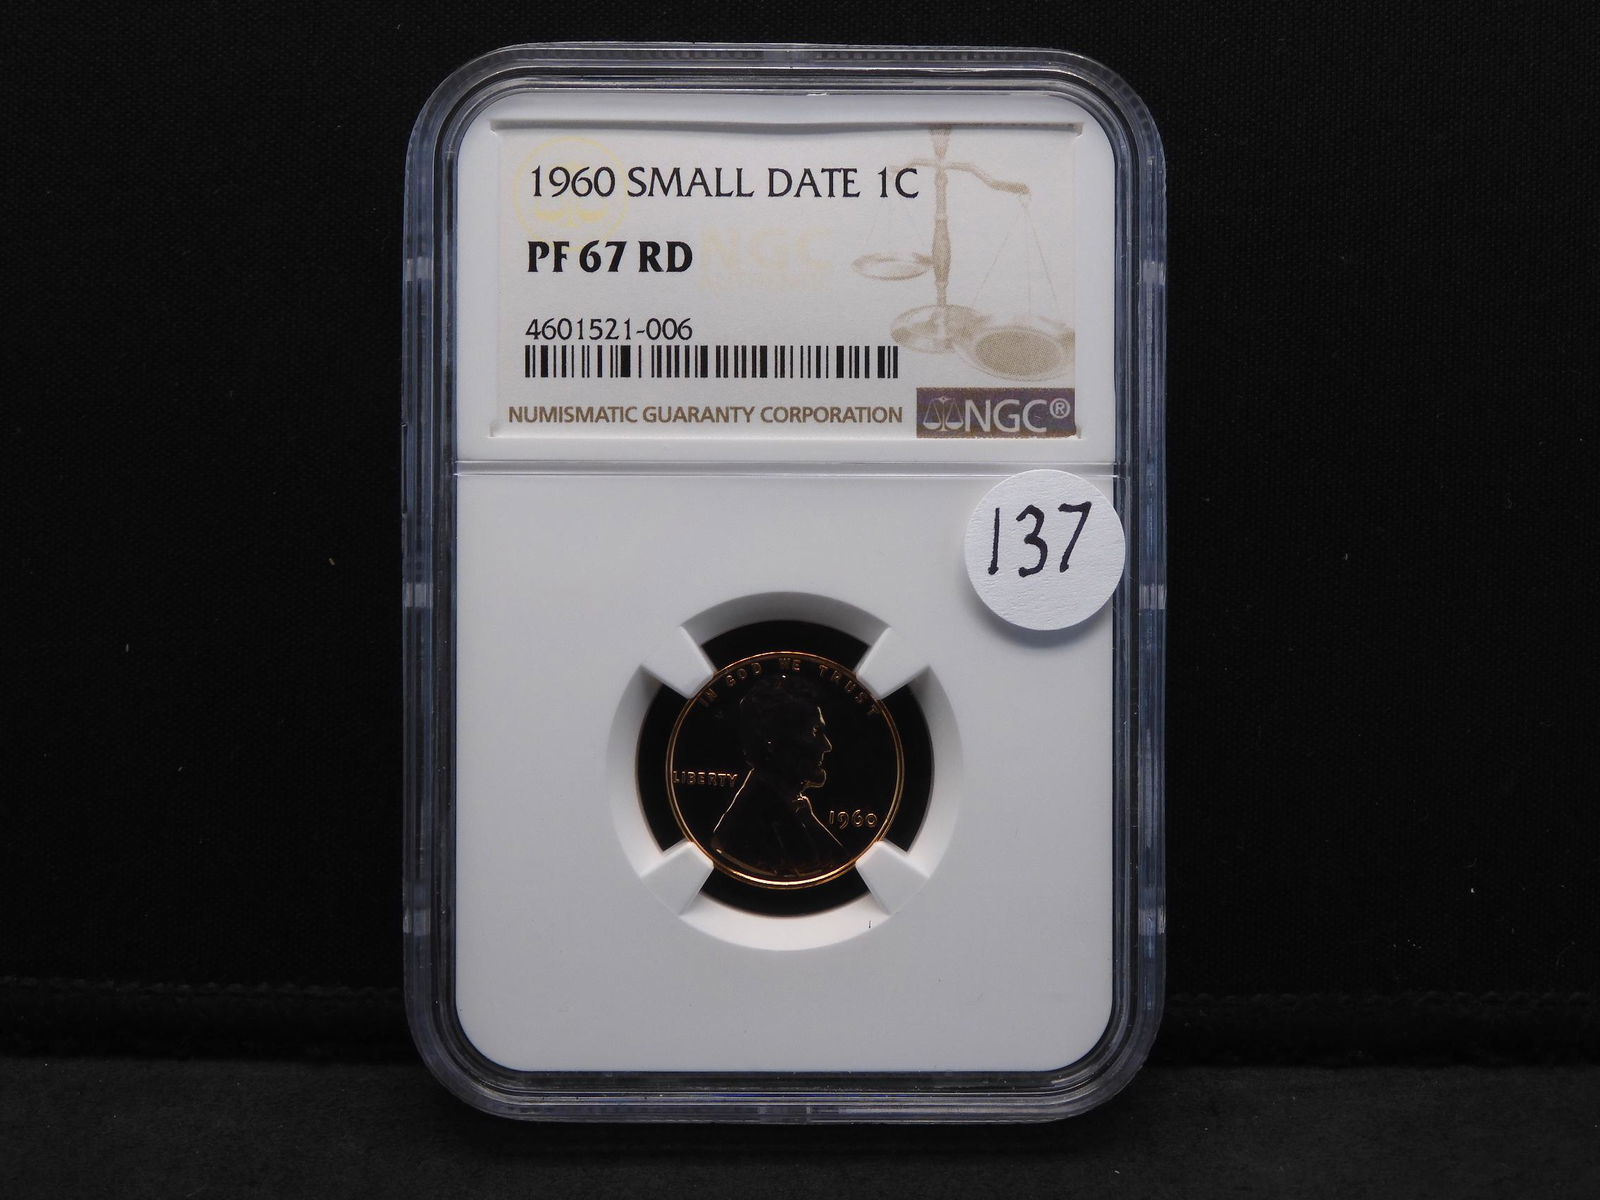 1960 SMALL DATE 1C
PF 67 RD
NGC
4601521-006
NUMISMATIC GUARANTY CORPORATION
NGC®
137
IN GOD WE TRUST
LIBERTY
1960